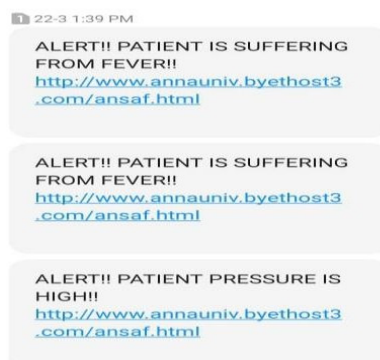 1 22-3 1:39 PM
ALERT!! PATIENT IS SUFFERING
FROM FEVER!!
http://www.annauniv.byethost3
.com/ansaf.html
ALERT!! PATIENT IS SUFFERING
FROM FEVER!!
http://www.annauniv.byethost3
.com/ansaf.html
ALERT!! PATIENT PRESSURE IS
HIGH!!
http://www.annauniv.byethost3
.com/ansaf.html